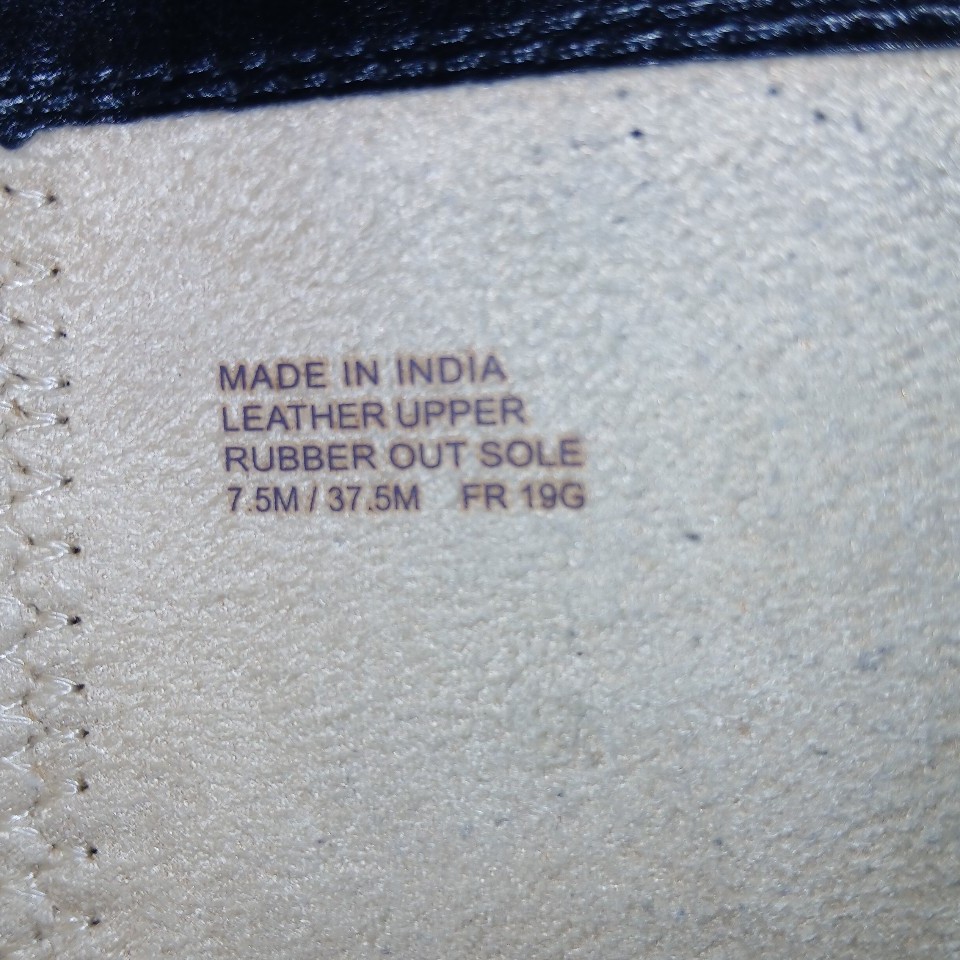 MADE IN INDIA
LEATHER UPPER
RUBBER OUT SOLE
7.5M / 37.5M FR 19G